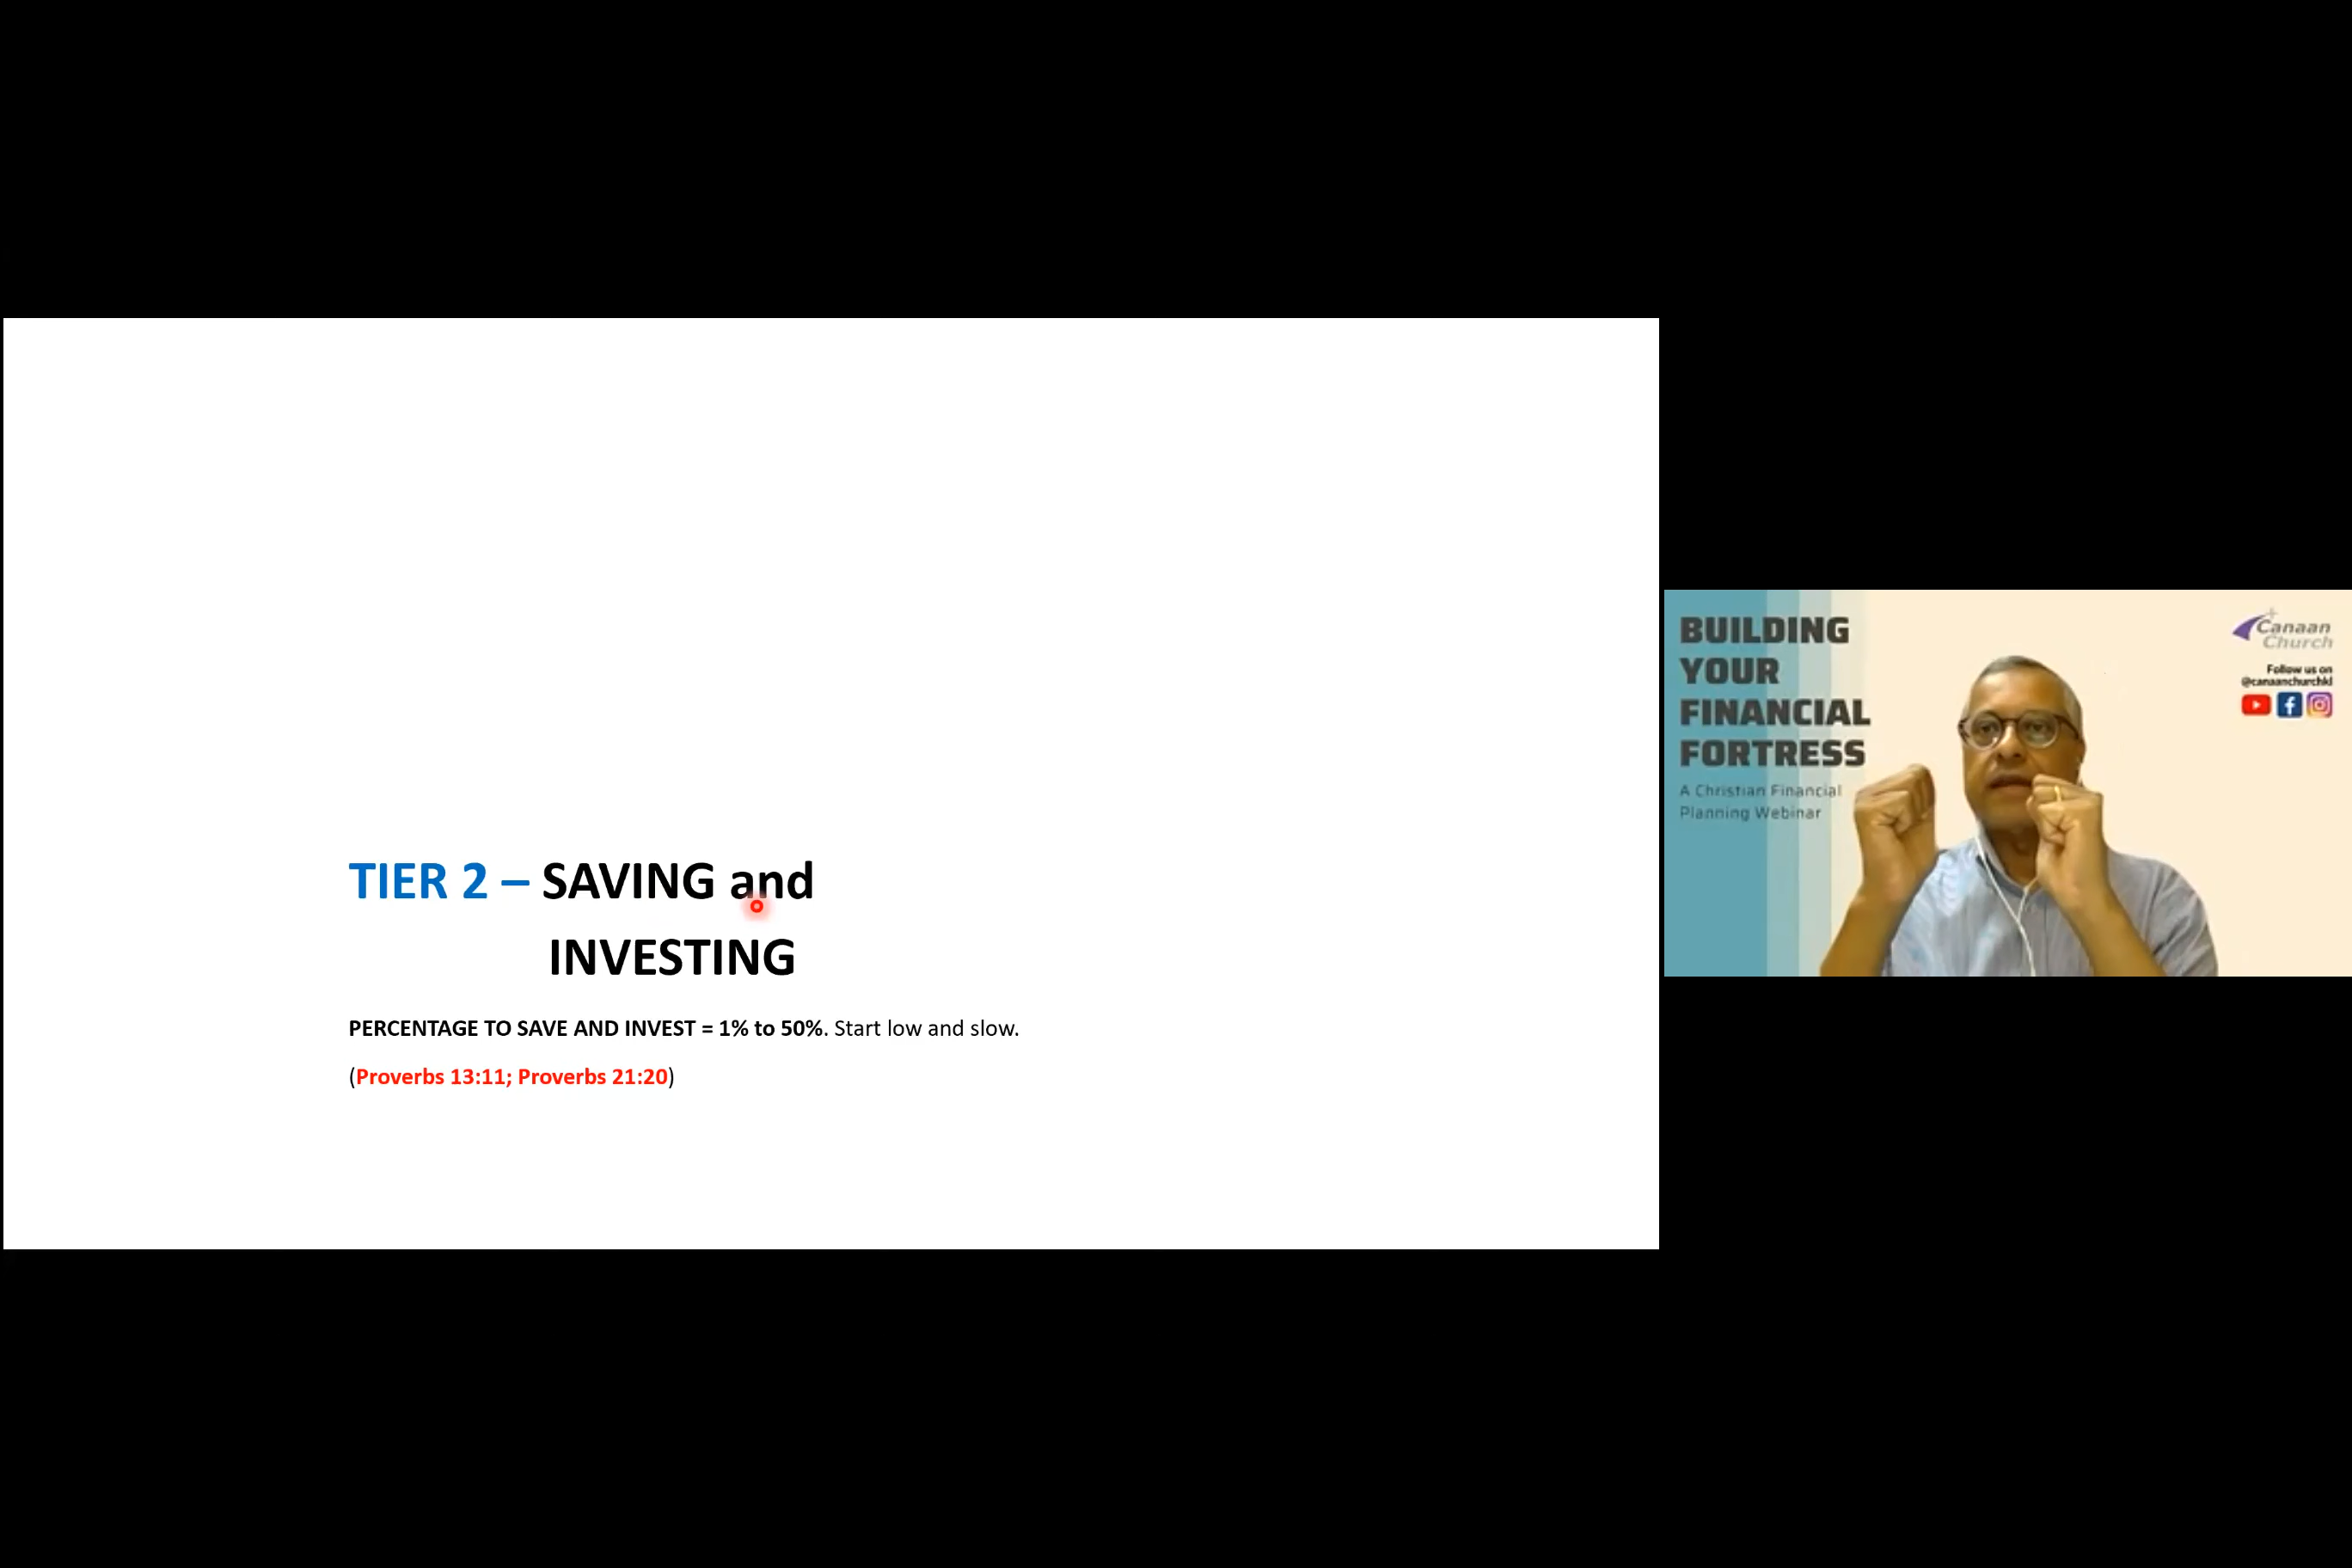 TIER 2 – SAVING and
INVESTING
PERCENTAGE TO SAVE AND INVEST = 1% to 50%. Start low and slow.
(Proverbs 13:11; Proverbs 21:20)
BUILDING
YOUR
FINANCIAL
FORTRESS
A Christian Financial
Planning Webinar
Canaan
Church
Follow us on
@canaanchurchkl